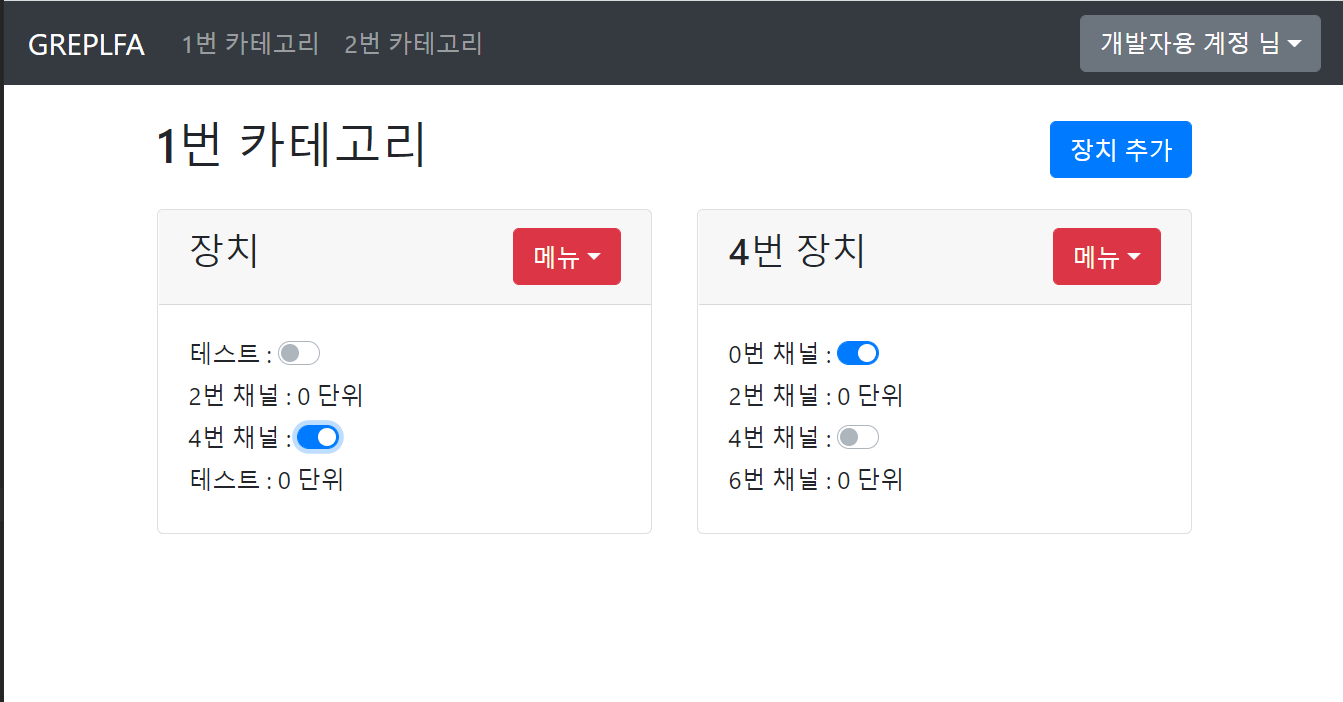 GREPLFA 1번 카테고리 2번 카테고리 개발자용 계정 님
1번 카테고리 장치 추가
장치 메뉴
테스트 :
2번 채널 : 0 단위
4번 채널 :
테스트 : 0 단위
4번 장치 메뉴
0번 채널 :
2번 채널 : 0 단위
4번 채널 :
6번 채널 : 0 단위